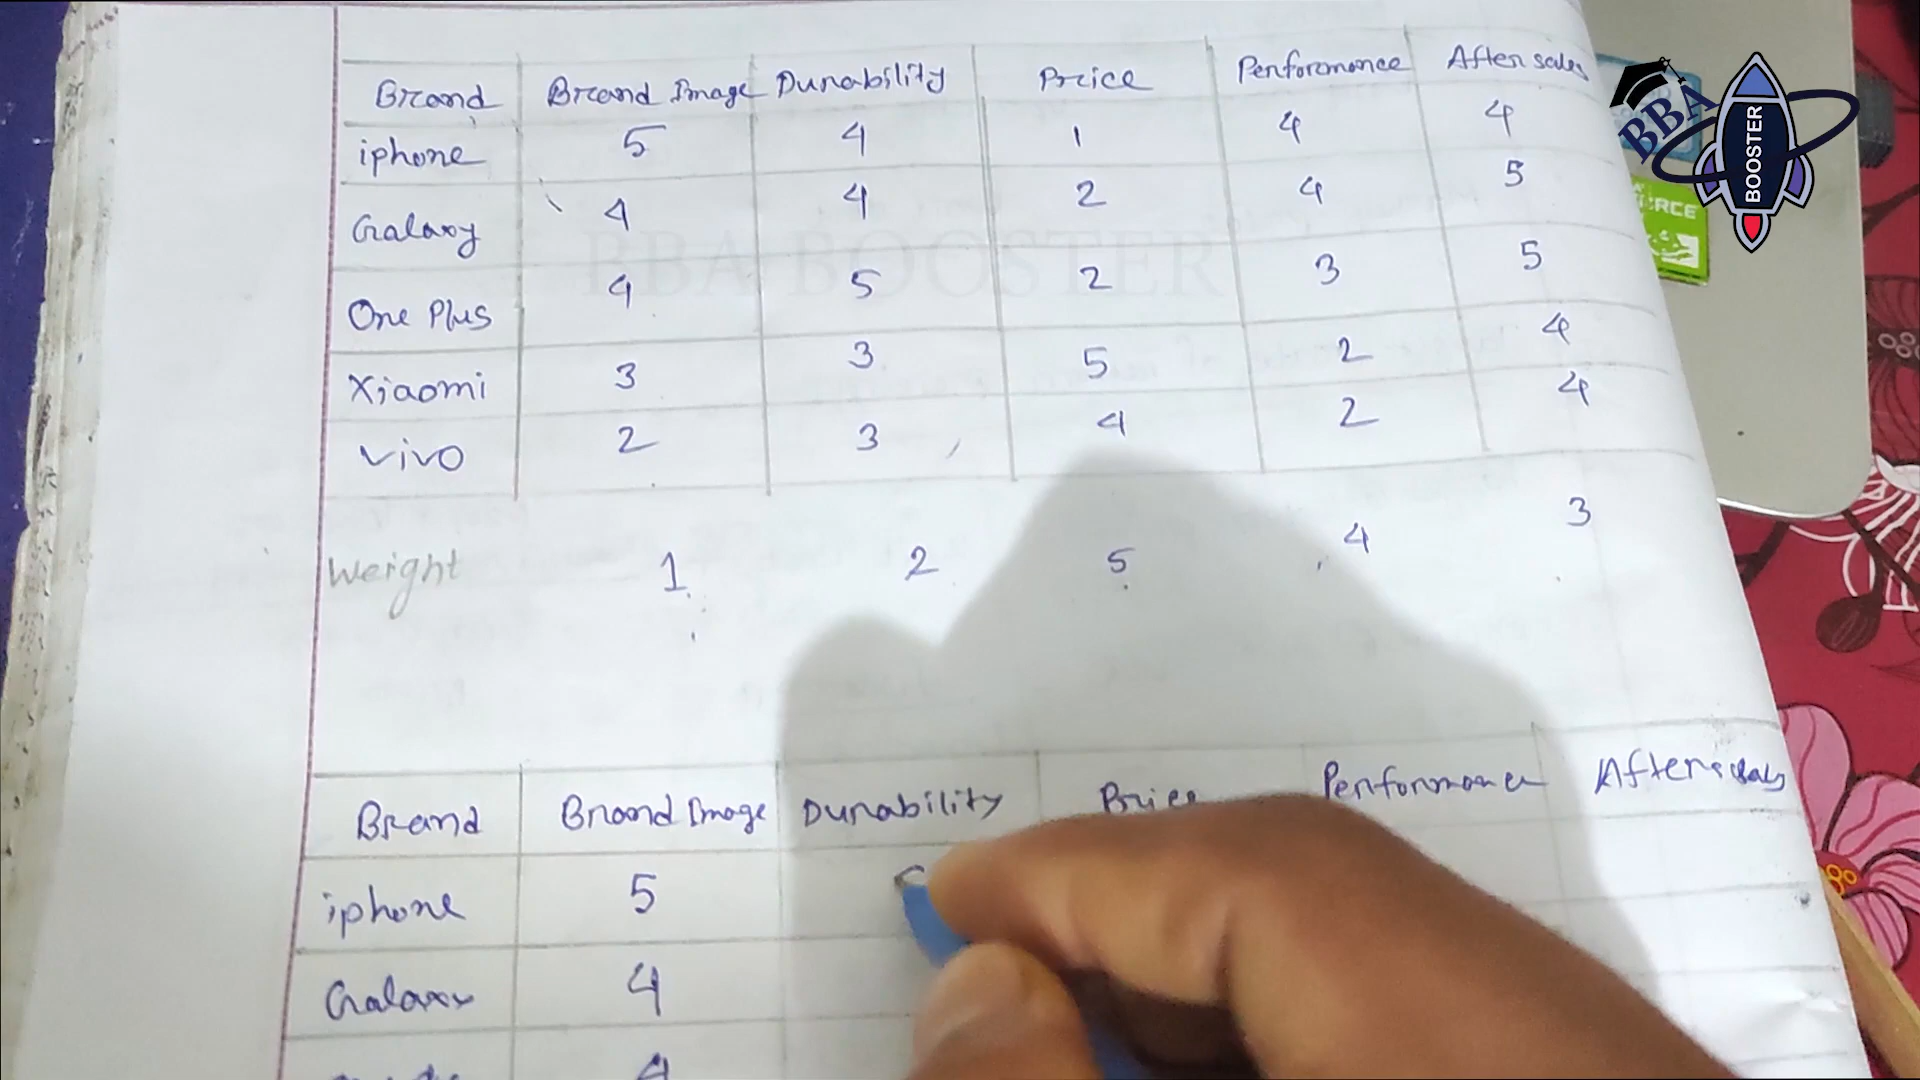 Brand Brand Image Durability Price Performance After sales
iphone 5 4 1 4 4
Galaxy 4 4 2 4 5
One Plus 4 5 2 3 5
Xiaomi 3 3 5 2 4
vivo 2 3 4 2 4
Weight 1 2 5 4 3
Brand Brand Image Durability Price Performance After sales
iphone 5
Galaxy 4
4
BBA BOOSTER
BBA
BOOSTER